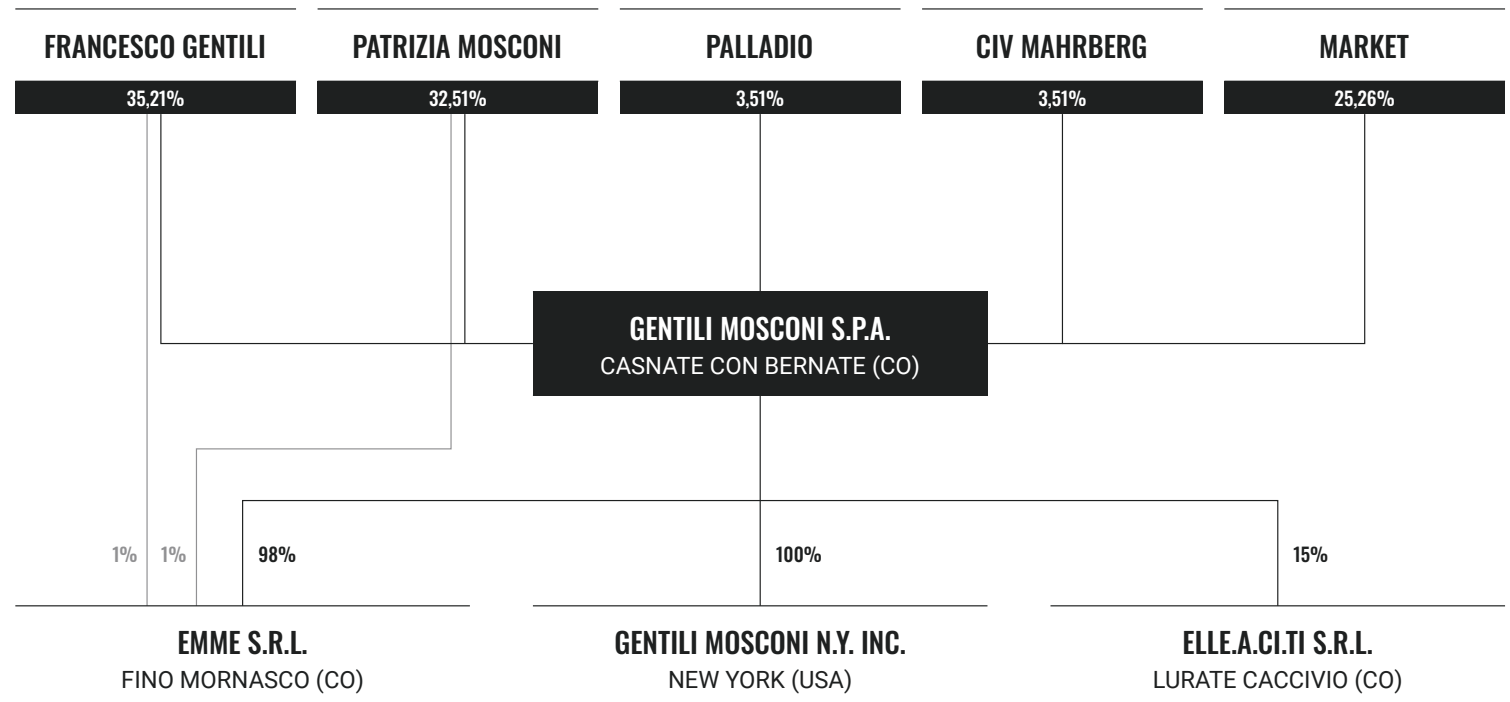 FRANCESCO GENTILI
PATRIZIA MOSCONI
PALLADIO
CIV MAHRBERG
MARKET
35,21%
32,51%
3,51%
3,51%
25,26%
GENTILI MOSCONI S.P.A.
CASNATE CON BERNATE (CO)
1%
1%
98%
100%
15%
EMME S.R.L.
FINO MORNASCO (CO)
GENTILI MOSCONI N.Y. INC.
NEW YORK (USA)
ELLE.A.CI.TI S.R.L.
LURATE CACCIVIO (CO)